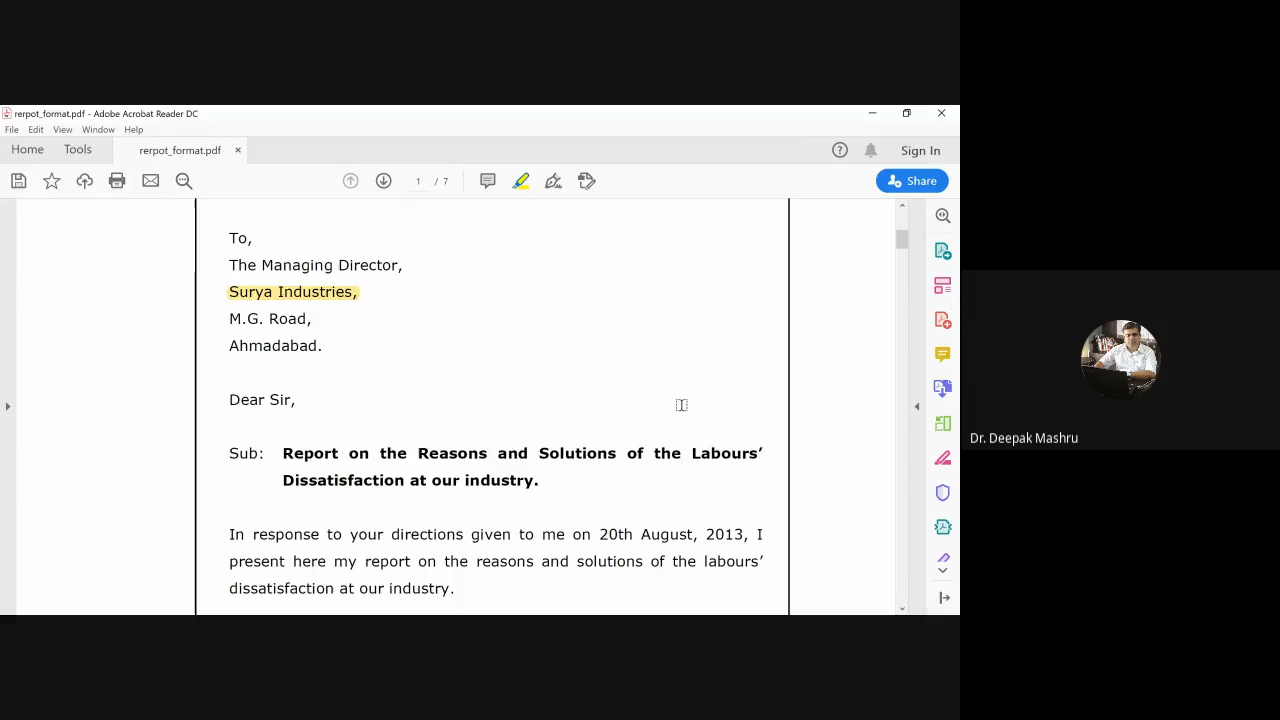 rerpot_format.pdf - Adobe Acrobat Reader DC
File Edit View Window Help
Home Tools rerpot_format.pdf × Sign In
1 / 7 Share
To,
The Managing Director,
Surya Industries,
M.G. Road,
Ahmadabad.
Dear Sir,
Sub: Report on the Reasons and Solutions of the Labours’
Dissatisfaction at our industry.
In response to your directions given to me on 20th August, 2013, I
present here my report on the reasons and solutions of the labours’
dissatisfaction at our industry.
Dr. Deepak Mashru